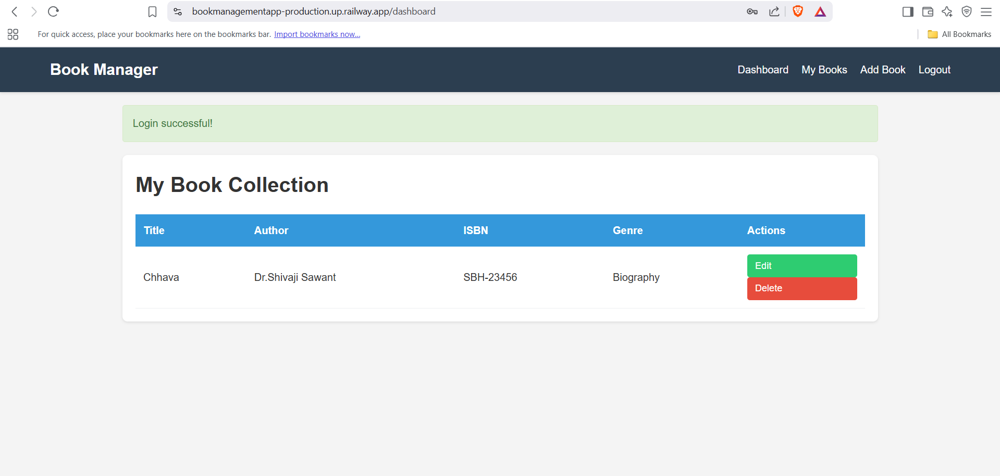 bookmanagementapp-production.up.railway.app/dashboard
For quick access, place your bookmarks here on the bookmarks bar. Import bookmarks now...
All Bookmarks
Book Manager
Dashboard My Books Add Book Logout
Login successful!
My Book Collection
Title Author ISBN Genre Actions
Chhava Dr.Shivaji Sawant SBH-23456 Biography
Edit
Delete